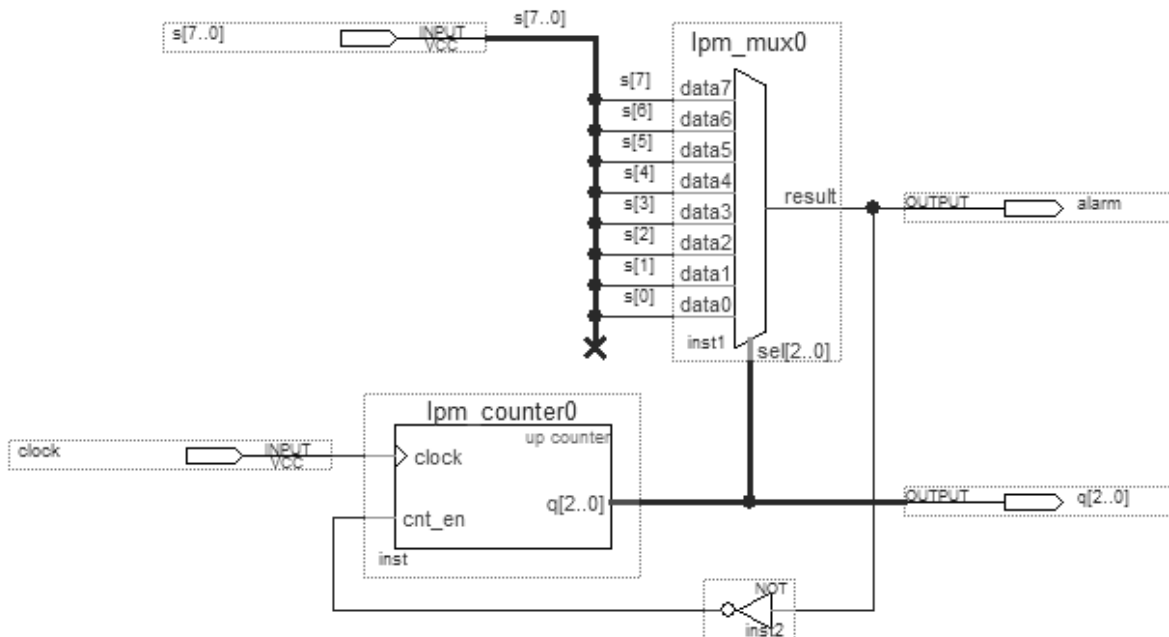 s[7..0]
INPUT
VCC
s[7..0]
lpm_mux0
s[7]
data7
s[6]
data6
s[5]
data5
s[4]
data4
s[3]
data3
s[2]
data2
s[1]
data1
s[0]
data0
result
inst1
sel[2..0]
OUTPUT
alarm
lpm_counter0
up counter
clock
INPUT
VCC
clock
q[2..0]
cnt_en
inst
OUTPUT
q[2..0]
NOT
inst2